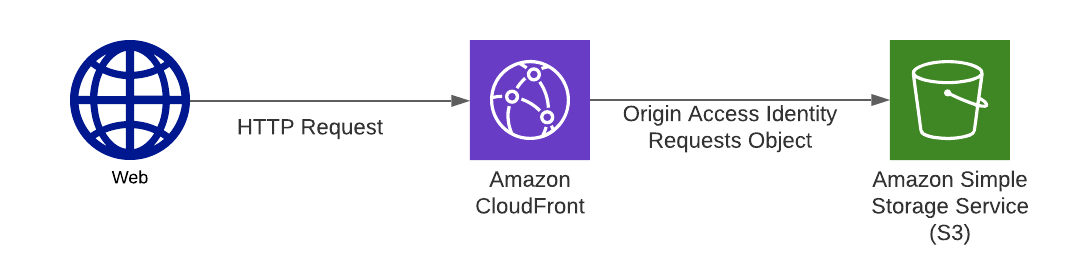 HTTP Request
Origin Access Identity
Requests Object
Web
Amazon
CloudFront
Amazon Simple
Storage Service
(S3)